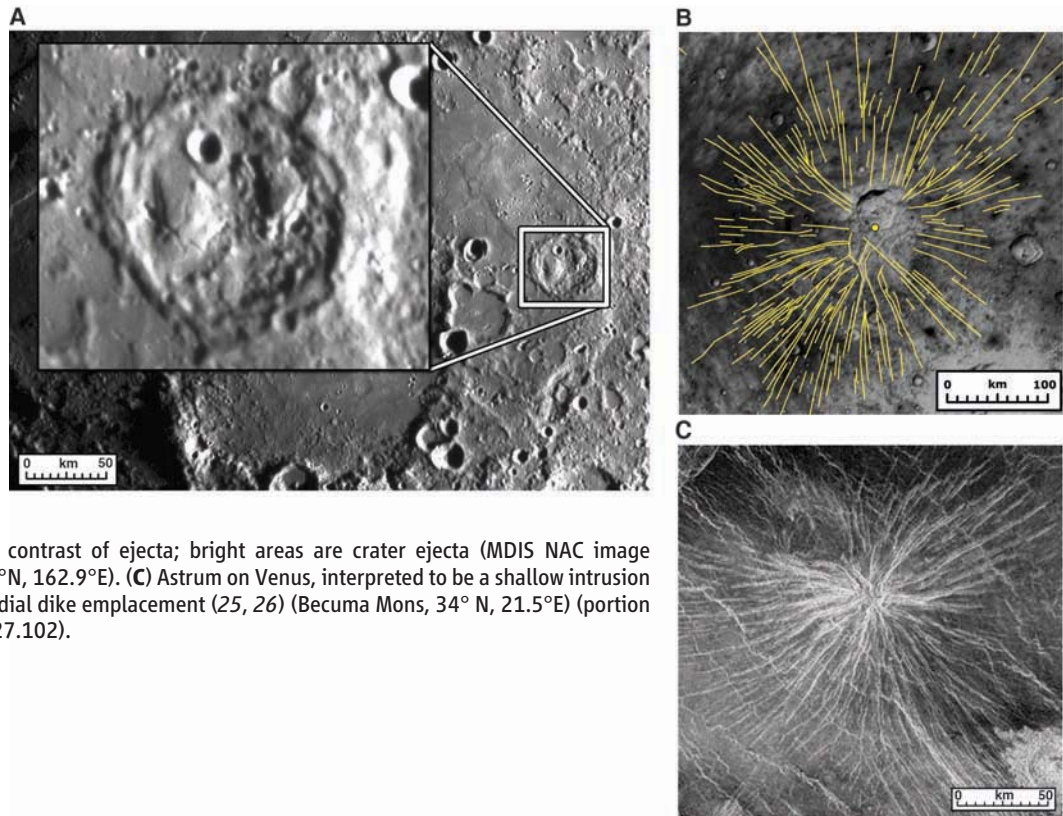 A
B
0 km 50
0 km 100
C
contrast of ejecta; bright areas are crater ejecta (MDIS NAC image
°N, 162.9°E). (C) Astrum on Venus, interpreted to be a shallow intrusion
dial dike emplacement (25, 26) (Becuma Mons, 34° N, 21.5°E) (portion
27.102).
0 km 50